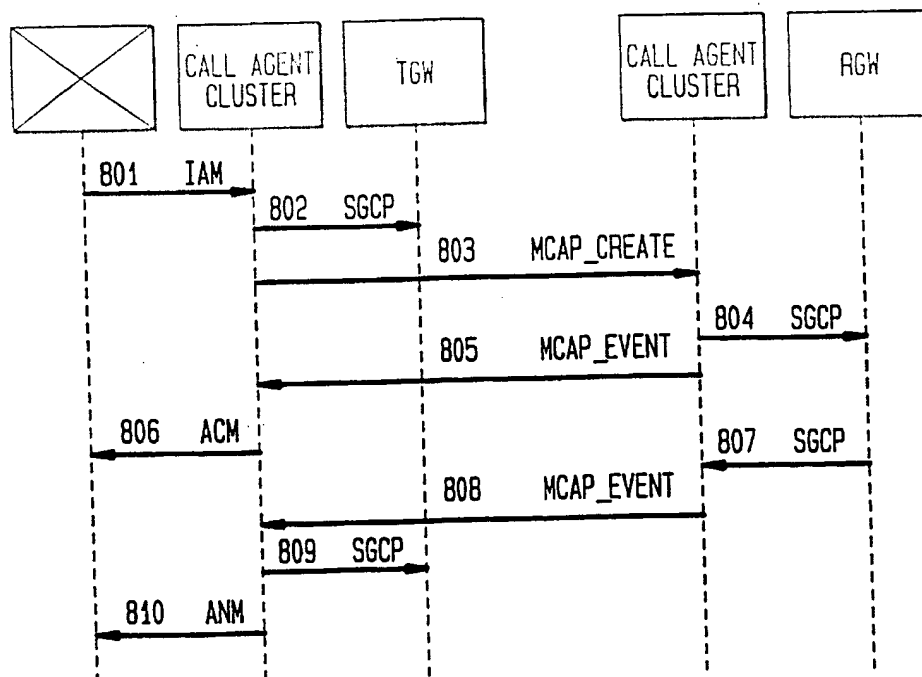 CALL AGENT
CLUSTER
TGW
CALL AGENT
CLUSTER
RGW
801 IAM
802 SGCP
803 MCAP_CREATE
804 SGCP
805 MCAP_EVENT
806 ACM
807 SGCP
808 MCAP_EVENT
809 SGCP
810 ANM